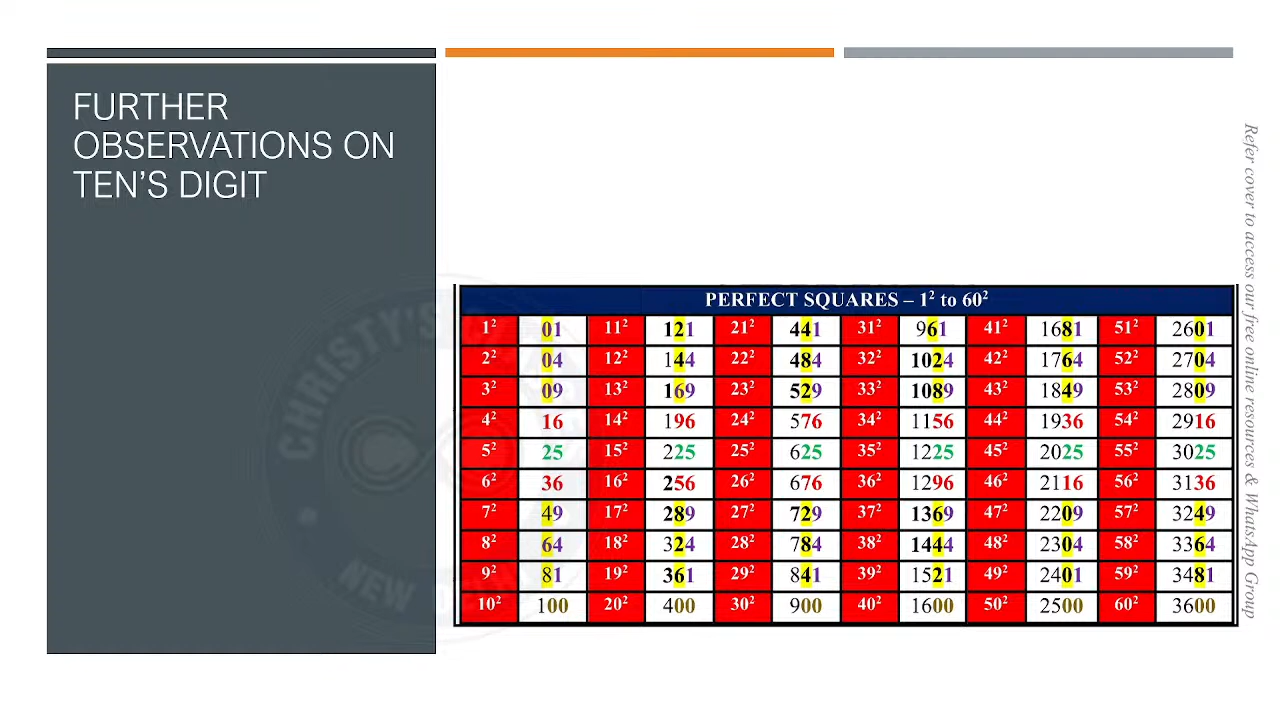 FURTHER
OBSERVATIONS ON
TEN'S DIGIT
PERFECT SQUARES – 1² to 60²
1² 01 11² 121 21² 441 31² 961 41² 1681 51² 2601
2² 04 12² 144 22² 484 32² 1024 42² 1764 52² 2704
3² 09 13² 169 23² 529 33² 1089 43² 1849 53² 2809
4² 16 14² 196 24² 576 34² 1156 44² 1936 54² 2916
5² 25 15² 225 25² 625 35² 1225 45² 2025 55² 3025
6² 36 16² 256 26² 676 36² 1296 46² 2116 56² 3136
7² 49 17² 289 27² 729 37² 1369 47² 2209 57² 3249
8² 64 18² 324 28² 784 38² 1444 48² 2304 58² 3364
9² 81 19² 361 29² 841 39² 1521 49² 2401 59² 3481
10² 100 20² 400 30² 900 40² 1600 50² 2500 60² 3600
Refer cover to access our free online resources & WhatsApp Group
CHRISTY'S
NEW